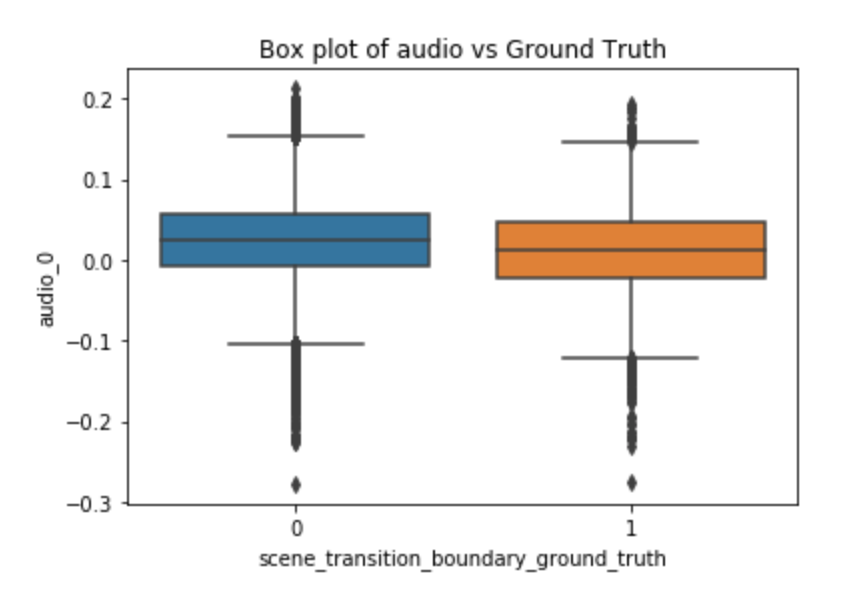 Box plot of audio vs Ground Truth
0.2
0.1
0.0
−0.1
−0.2
−0.3
audio_0
0 1
scene_transition_boundary_ground_truth